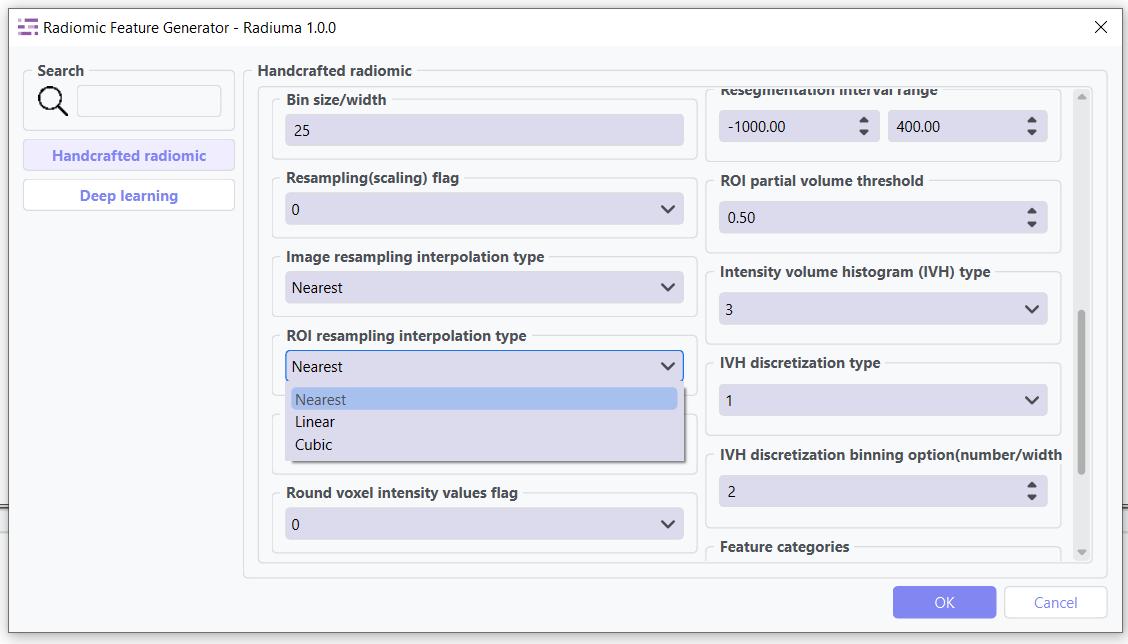 Radiomic Feature Generator - Radiuma 1.0.0
Search
Handcrafted radiomic
Deep learning
Handcrafted radiomic
Bin size/width
25
Resampling(scaling) flag
0
Image resampling interpolation type
Nearest
ROI resampling interpolation type
Nearest
Nearest
Linear
Cubic
Round voxel intensity values flag
0
Resegmentation interval range
-1000.00 400.00
ROI partial volume threshold
0.50
Intensity volume histogram (IVH) type
3
IVH discretization type
1
IVH discretization binning option(number/width
2
Feature categories
OK Cancel